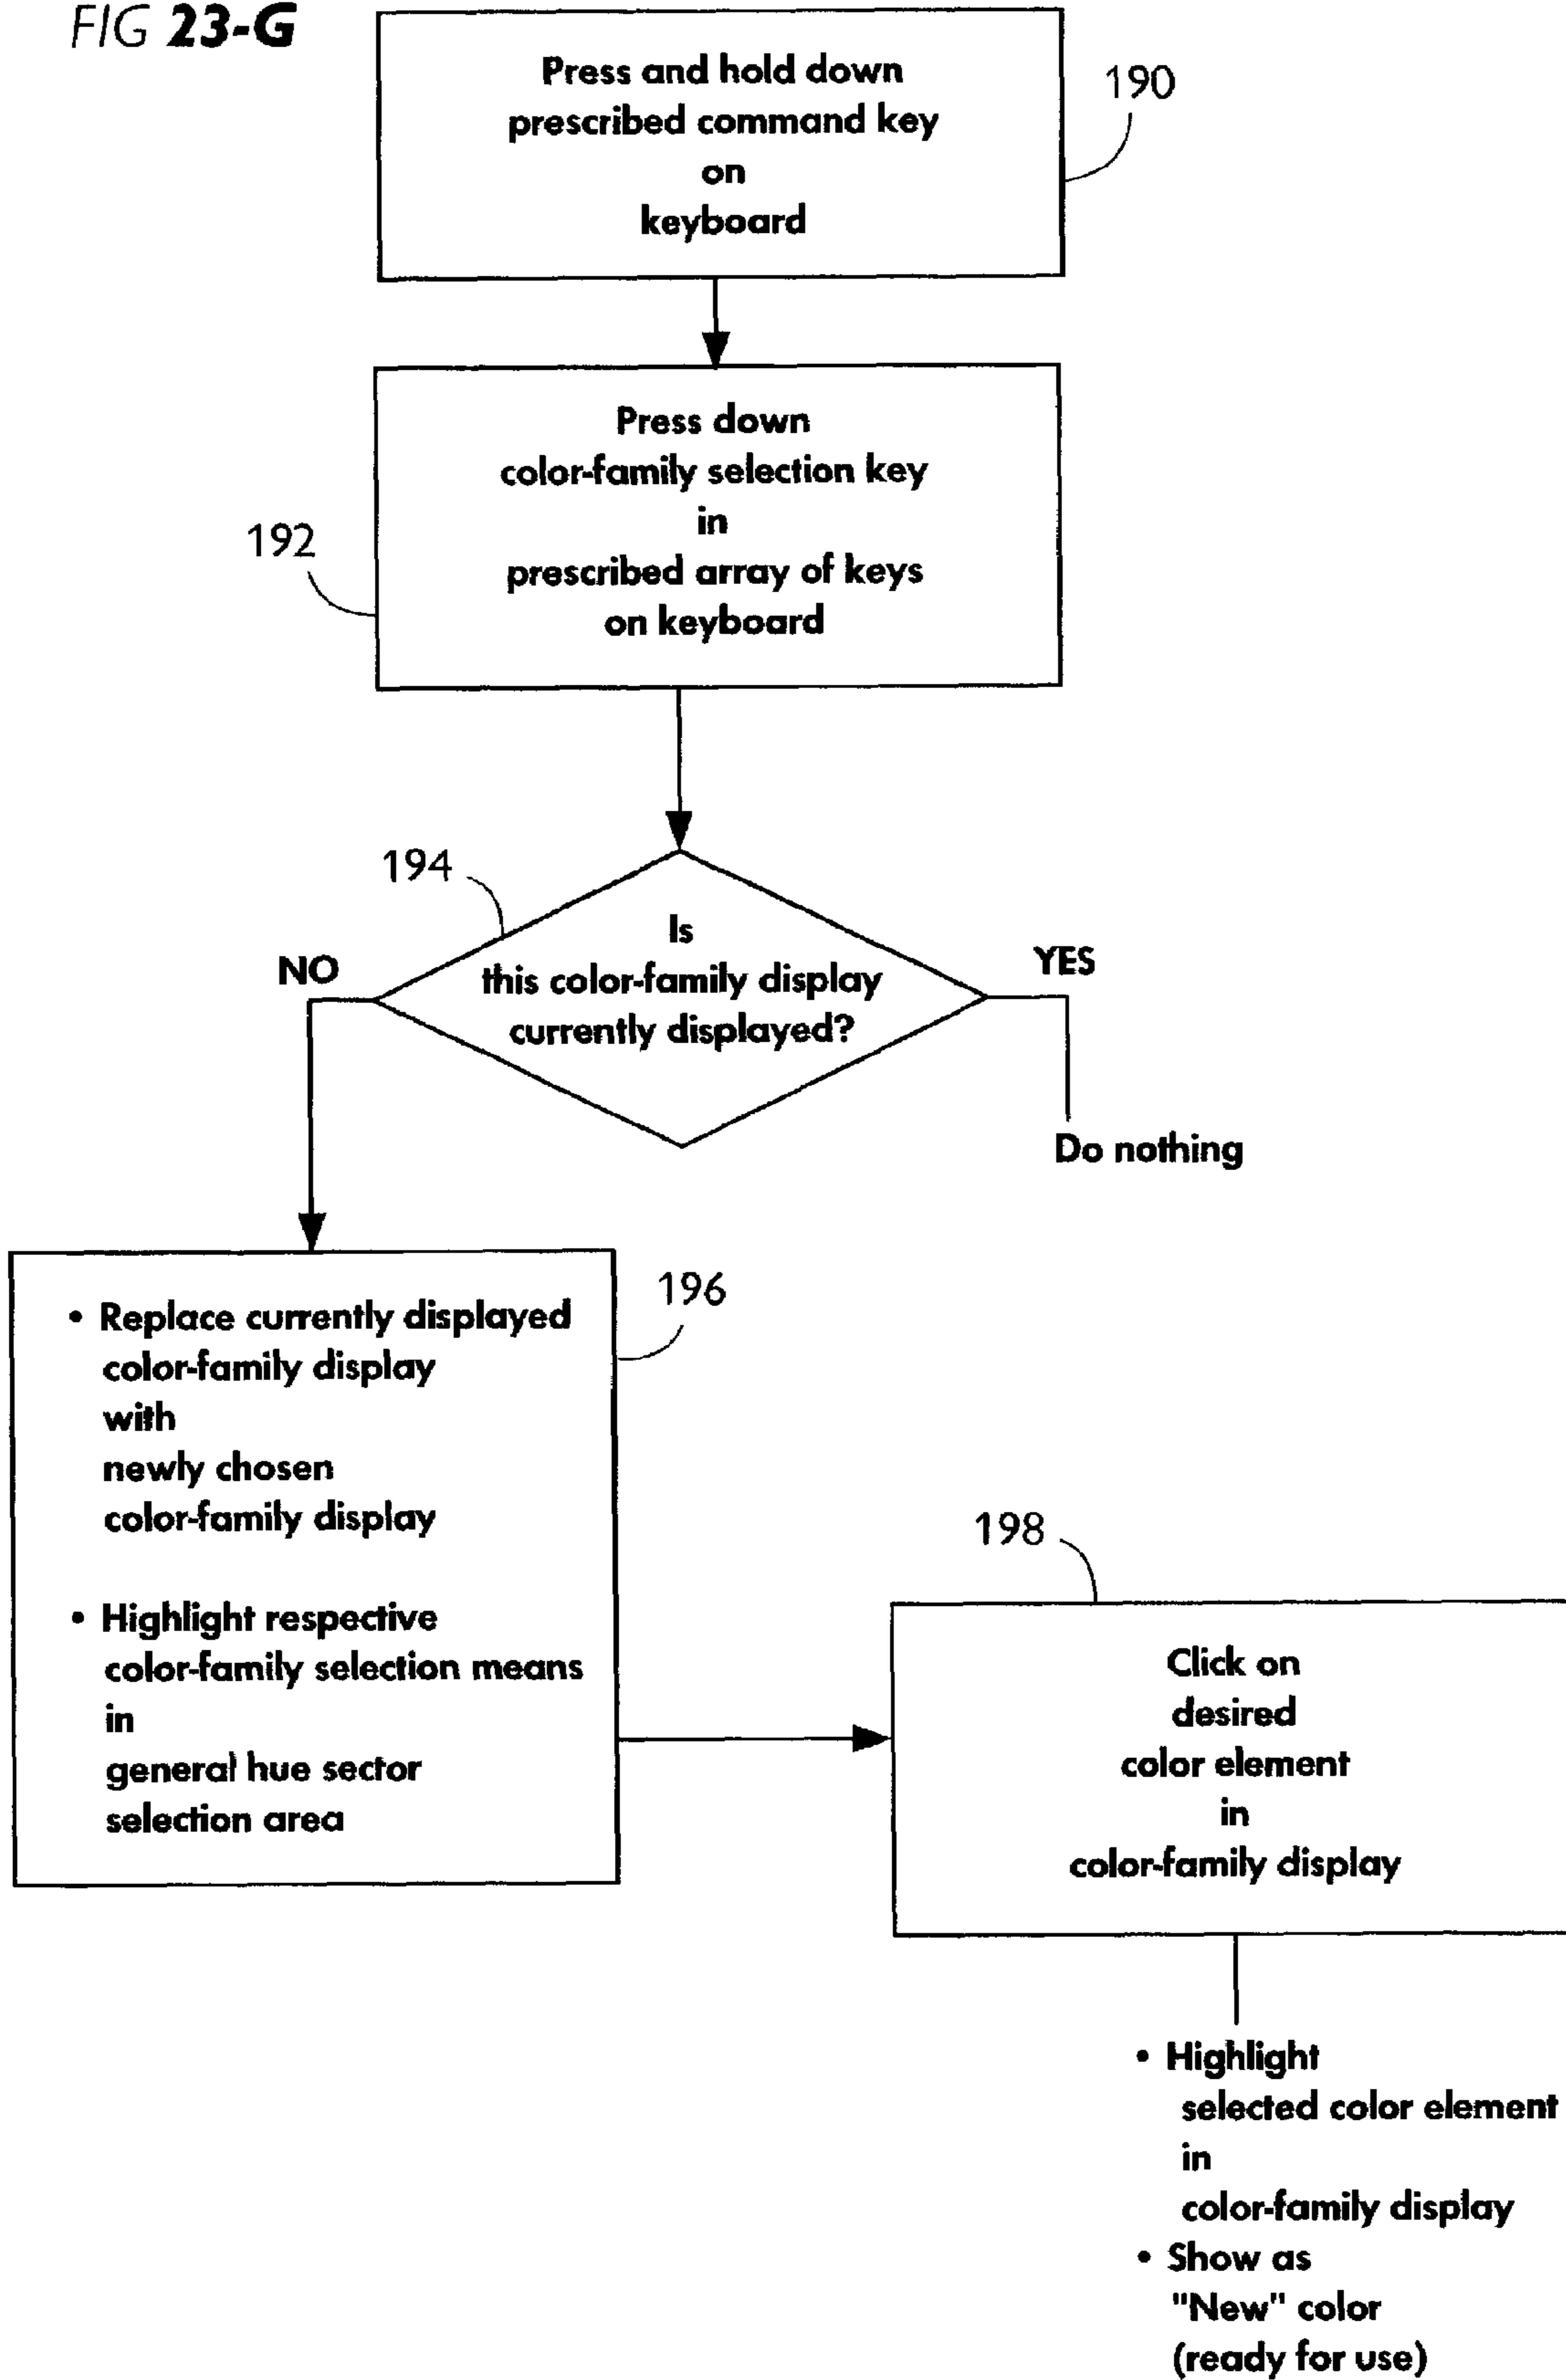 FIG 23-G
Press and hold down
prescribed command key
on
keyboard
190
Press down
color-family selection key
in
prescribed array of keys
on keyboard
192
194
Is
this color-family display
currently displayed?
NO
YES
Do nothing
• Replace currently displayed
color-family display
with
newly chosen
color-family display
• Highlight respective
color-family selection means
in
general hue sector
selection area
196
198
Click on
desired
color element
in
color-family display
• Highlight
selected color element
in
color-family display
• Show as
"New" color
(ready for use)